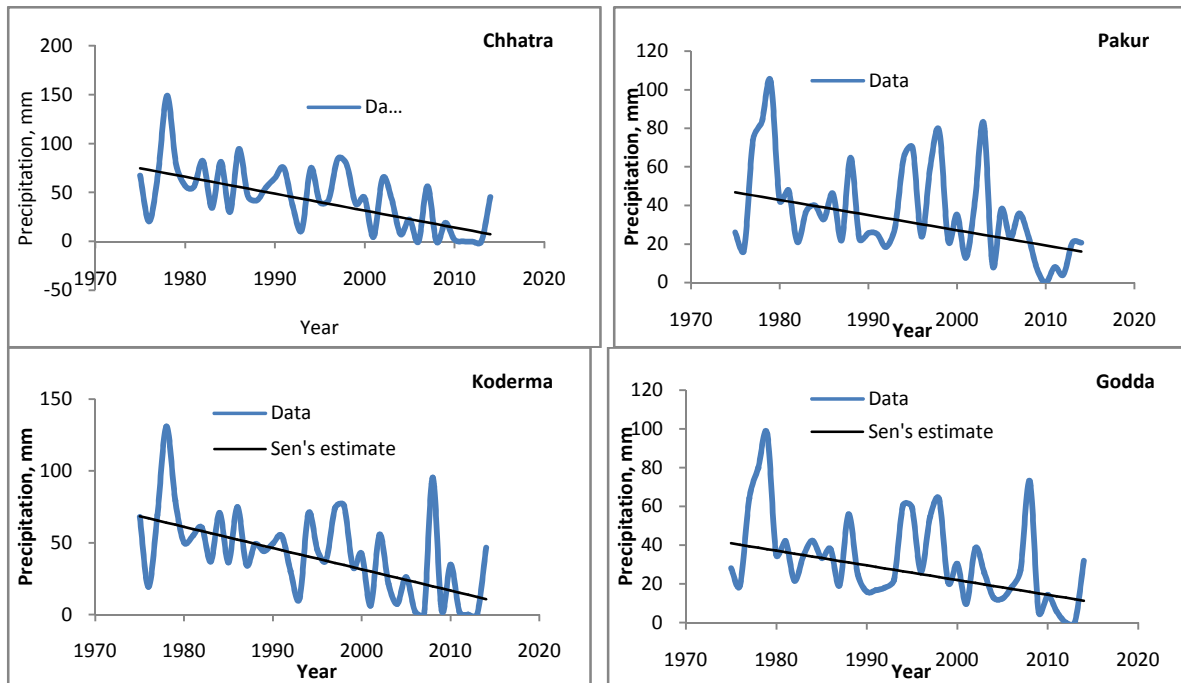 Chhatra
Precipitation, mm
200
150
100
50
0
-50
Da...
1970 1980 1990 2000 2010 2020
Year
Pakur
Precipitation, mm
120
100
80
60
40
20
0
Data
1970 1980 1990 2000 2010 2020
Year
Koderma
Precipitation, mm
150
100
50
0
Data
Sen's estimate
1970 1980 1990 2000 2010 2020
Year
Godda
Precipitation, mm
120
100
80
60
40
20
0
Data
Sen's estimate
1970 1980 1990 2000 2010 2020
Year